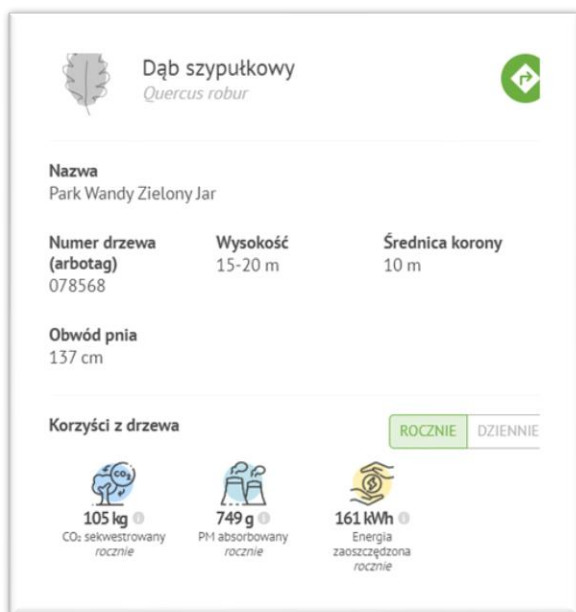 Dąb szypułkowy
Quercus robur
Nazwa
Park Wandy Zielony Jar
Numer drzewa
(arbotag)
078568
Wysokość
15-20 m
Średnica korony
10 m
Obwód pnia
137 cm
Korzyści z drzewa
ROCZNIE
DZIENNIE
CO₂
105 kg
CO₂ sekwestrowany
rocznie
749 g
PM absorbowany
rocznie
161 kWh
Energia
zaoszczędzona
rocznie